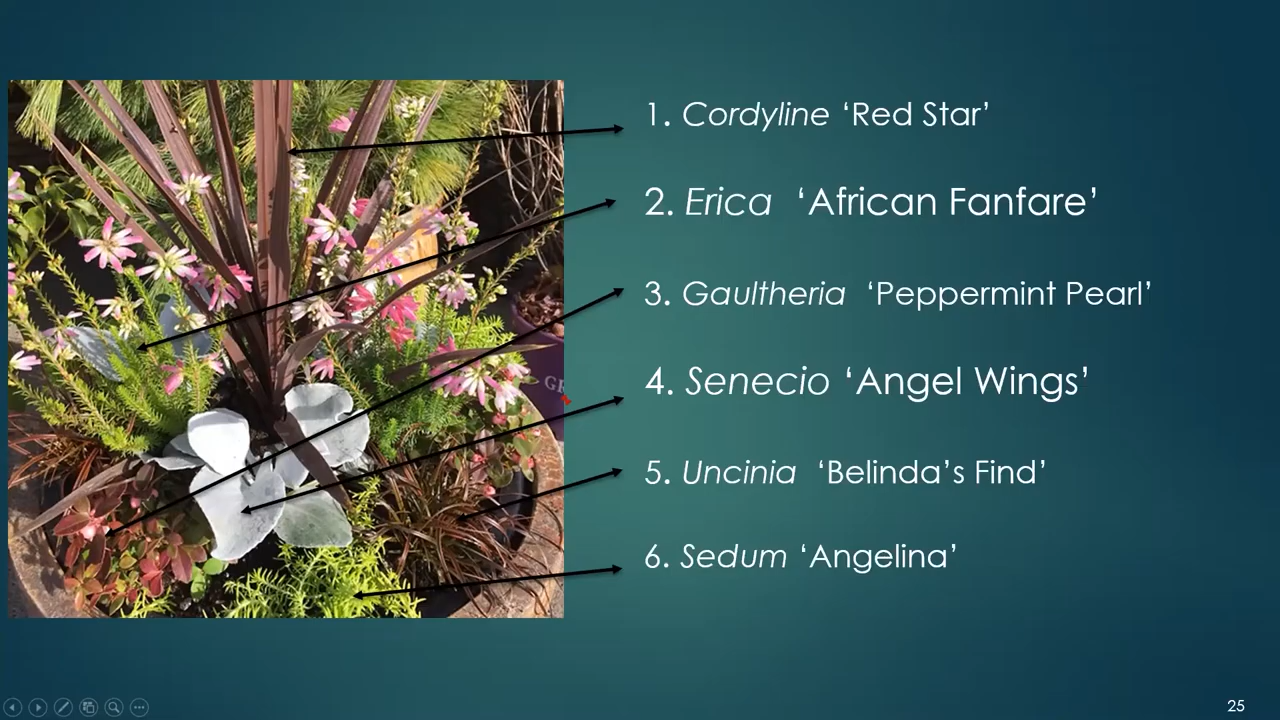 1. Cordyline ‘Red Star’
2. Erica ‘African Fanfare’
3. Gaultheria ‘Peppermint Pearl’
4. Senecio ‘Angel Wings’
5. Uncinia ‘Belinda’s Find’
6. Sedum ‘Angelina’
25